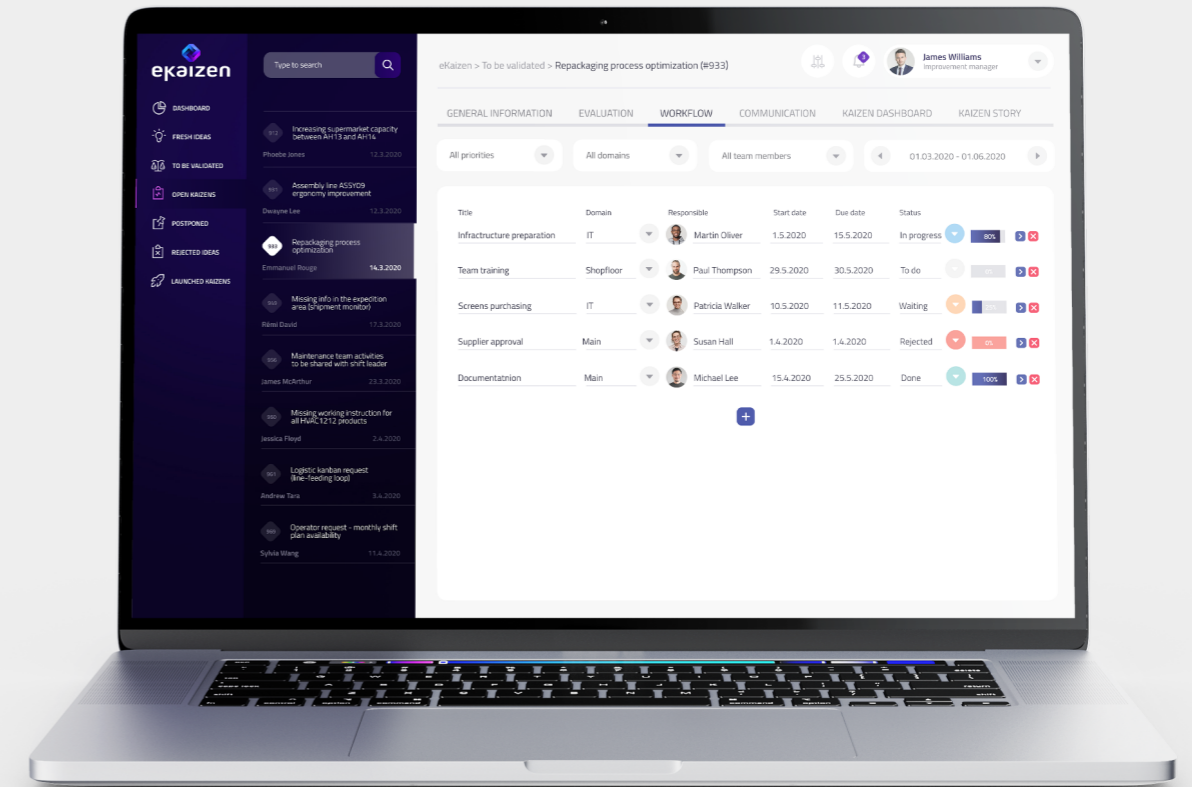 eKaizen
DASHBOARD
FRESH IDEAS
TO BE VALIDATED
OPEN KAIZENS
POSTPONED
REJECTED IDEAS
LAUNCHED KAIZENS
Type to search
Increasing supermarket capacity
between AH13 and AH14
Phoebe Jones 12.3.2020
Assembly line ASSY09
ergonomy improvement
Dwayne Lee 12.3.2020
993
Repackaging process
optimization
Emmanuel Rouge 14.3.2020
Missing info in the expedition
area (shipment monitor)
Rémi David 17.3.2020
Maintenance team activities
to be shared with shift leader
James McArthur 23.3.2020
Missing working instruction for
all HVAC1212 products
Jessica Floyd 2.4.2020
Logistic kanban request
(line-feeding loop)
Andrew Tara 3.4.2020
Operator request - monthly shift
plan availability
Sylvia Wang 11.4.2020
eKaizen > To be validated > Repackaging process optimization (#933)
James Williams
Improvement manager
GENERAL INFORMATION EVALUATION WORKFLOW COMMUNICATION KAIZEN DASHBOARD KAIZEN STORY
All priorities All domains All team members 01.03.2020 - 01.06.2020
Title Domain Responsible Start date Due date Status
Infractructure preparation IT Martin Oliver 1.5.2020 15.5.2020 In progress 80%
Team training Shopfloor Paul Thompson 29.5.2020 30.5.2020 To do 0%
Screens purchasing IT Patricia Walker 10.5.2020 11.5.2020 Waiting
Supplier approval Main Susan Hall 1.4.2020 1.4.2020 Rejected 0%
Documentatnion Main Michael Lee 15.4.2020 25.5.2020 Done 100%
+